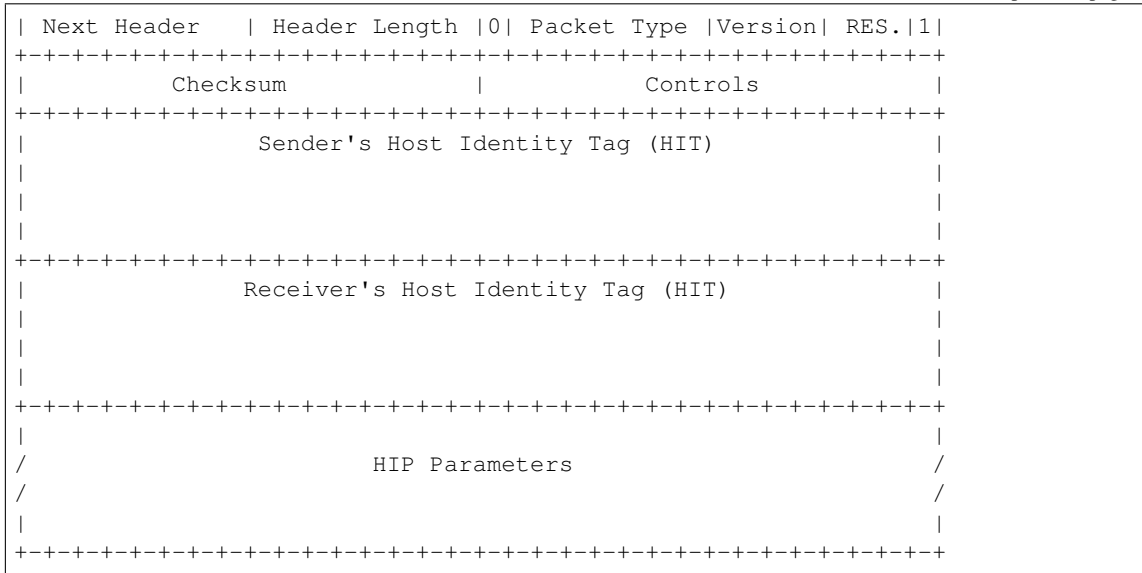 | Next Header   | Header Length |0| Packet Type |Version| RES.|1|
+-+-+-+-+-+-+-+-+-+-+-+-+-+-+-+-+-+-+-+-+-+-+-+-+-+-+-+-+-+-+-+-+
|          Checksum             |           Controls            |
+-+-+-+-+-+-+-+-+-+-+-+-+-+-+-+-+-+-+-+-+-+-+-+-+-+-+-+-+-+-+-+-+
|                Sender's Host Identity Tag (HIT)               |
|                                                               |
|                                                               |
|                                                               |
+-+-+-+-+-+-+-+-+-+-+-+-+-+-+-+-+-+-+-+-+-+-+-+-+-+-+-+-+-+-+-+-+
|               Receiver's Host Identity Tag (HIT)              |
|                                                               |
|                                                               |
|                                                               |
+-+-+-+-+-+-+-+-+-+-+-+-+-+-+-+-+-+-+-+-+-+-+-+-+-+-+-+-+-+-+-+-+
|                                                               |
/                        HIP Parameters                         /
/                                                               /
|                                                               |
+-+-+-+-+-+-+-+-+-+-+-+-+-+-+-+-+-+-+-+-+-+-+-+-+-+-+-+-+-+-+-+-+